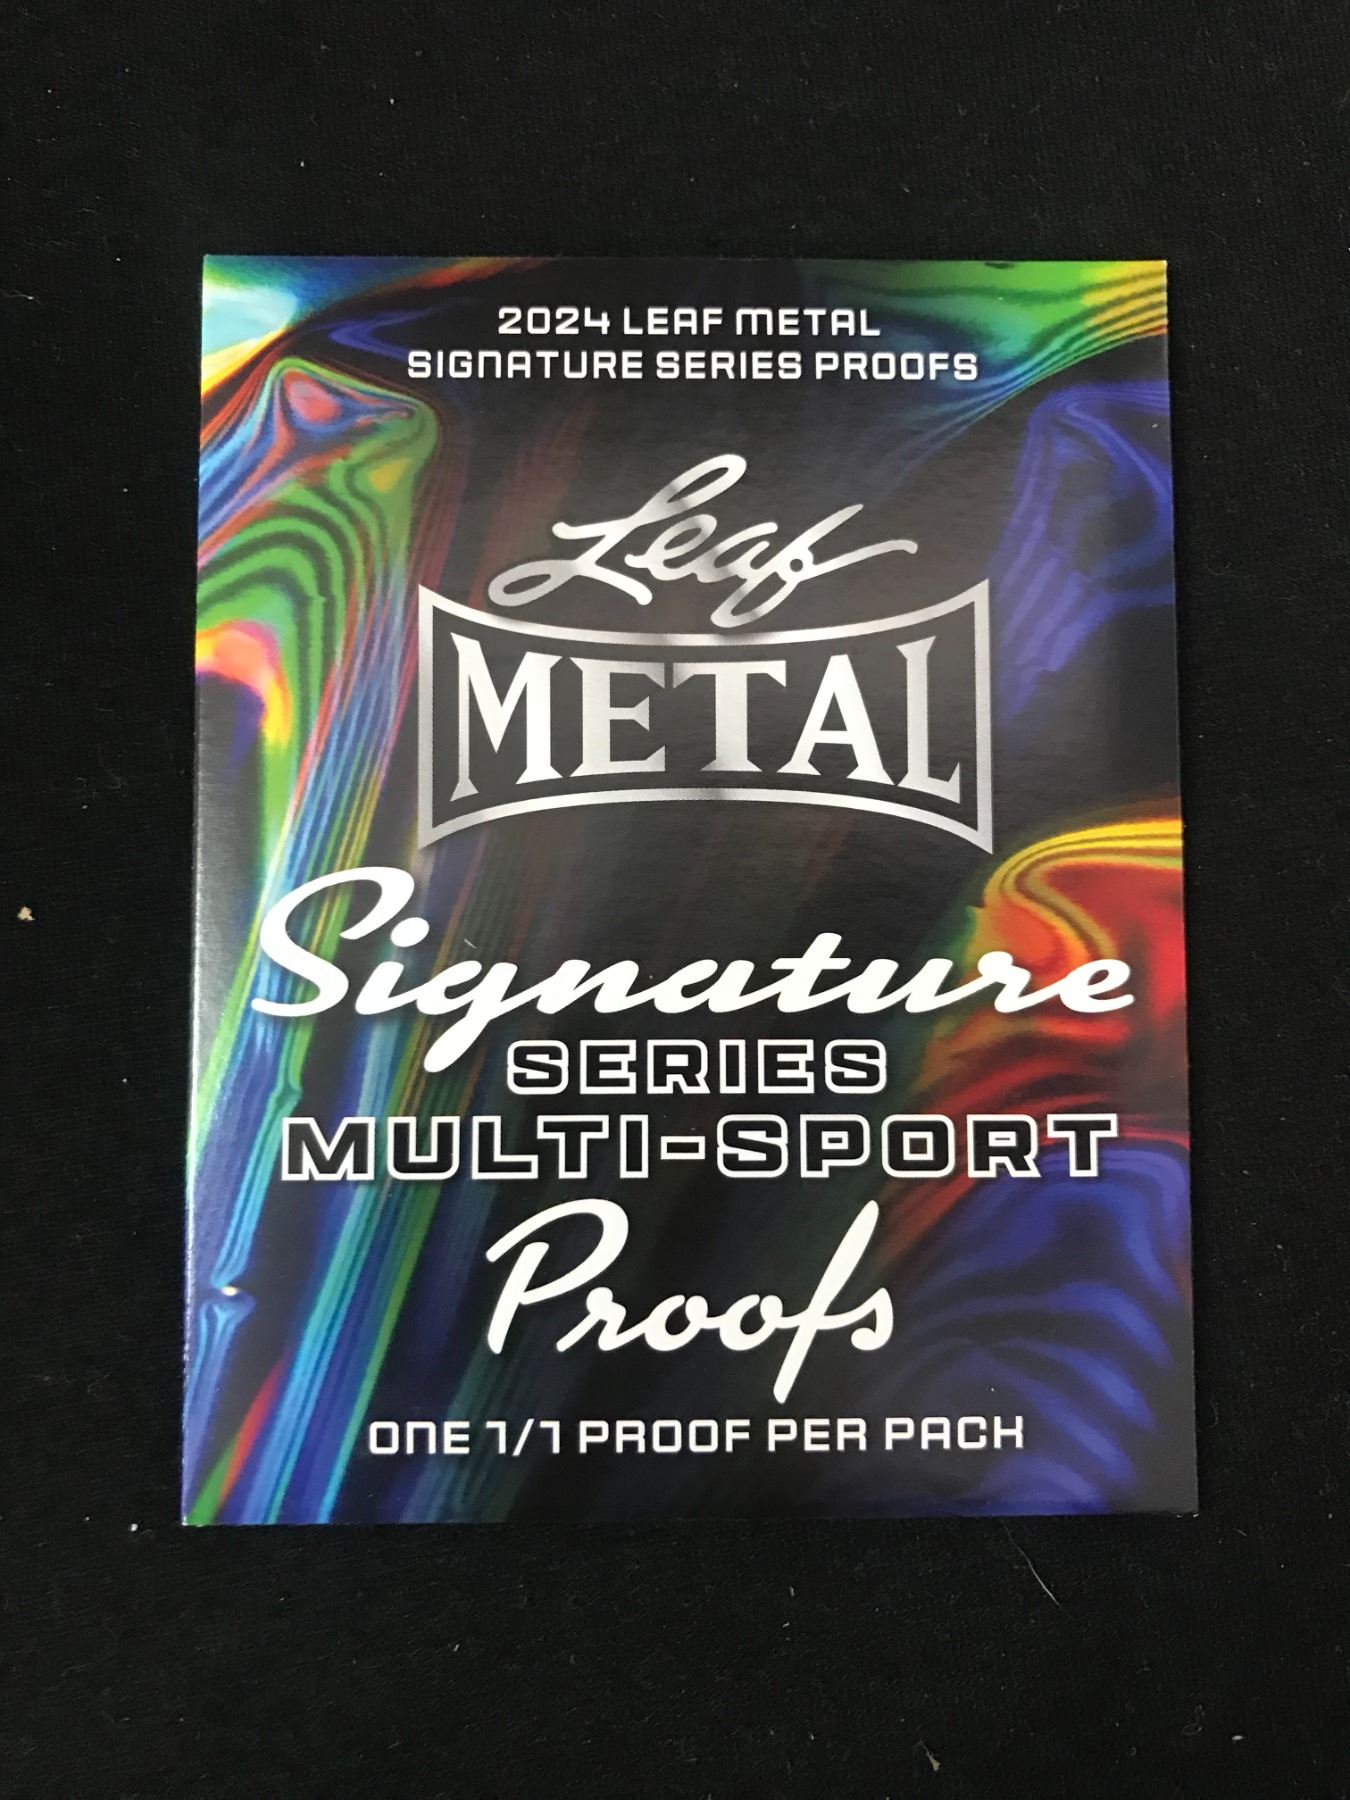 2024 LEAF METAL
SIGNATURE SERIES PROOFS
Leaf
METAL
Signature
SERIES
MULTI-SPORT
Proofs
ONE 1/1 PROOF PER PACK